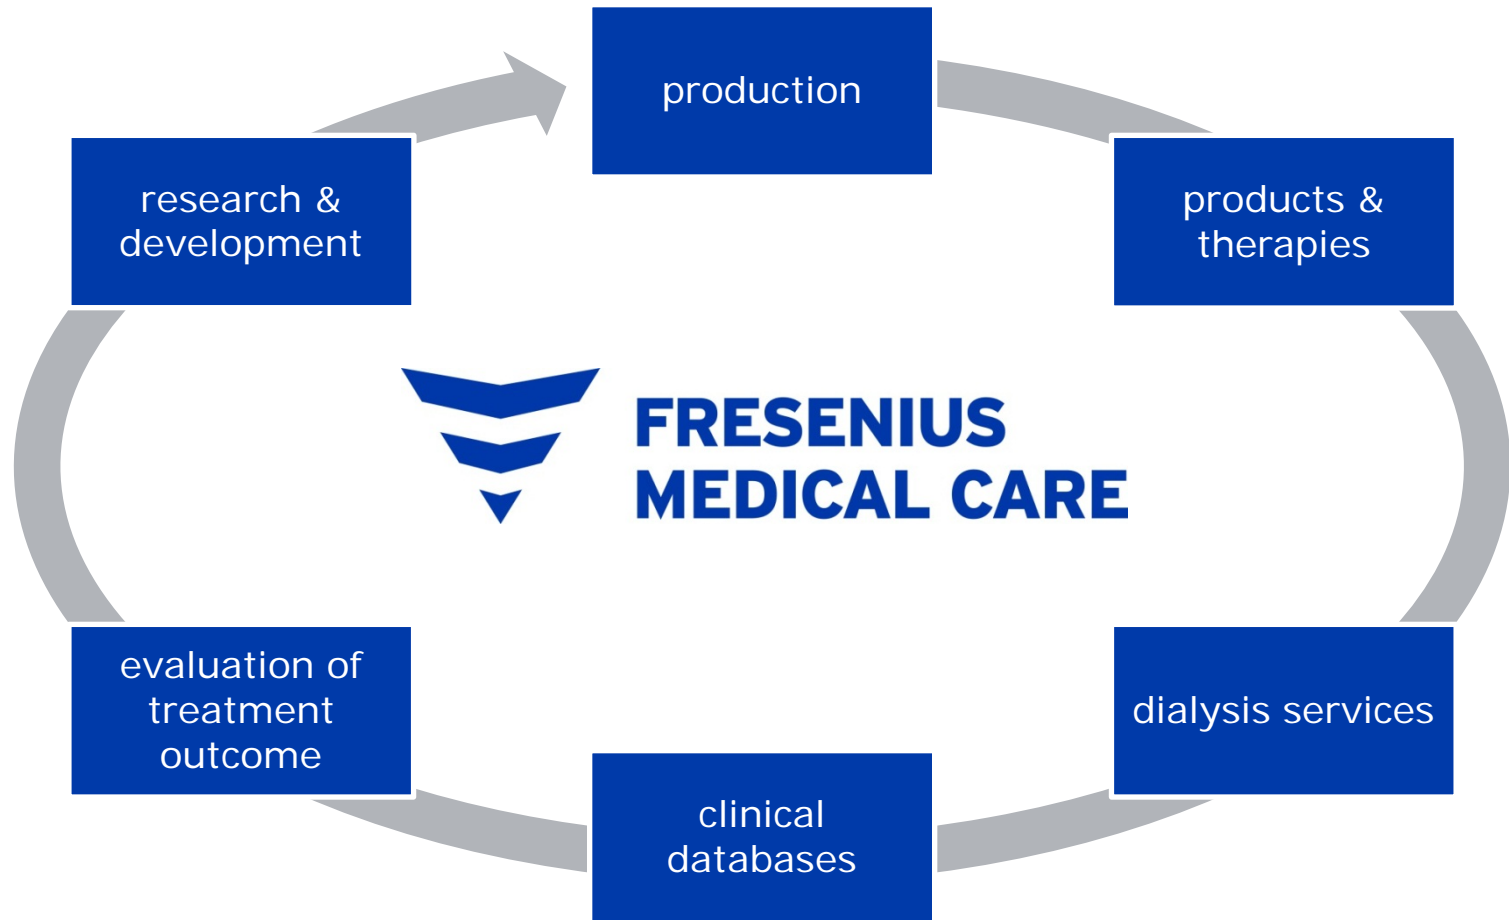 production
research &
development
products &
therapies
FRESENIUS
MEDICAL CARE
evaluation of
treatment
outcome
dialysis services
clinical
databases